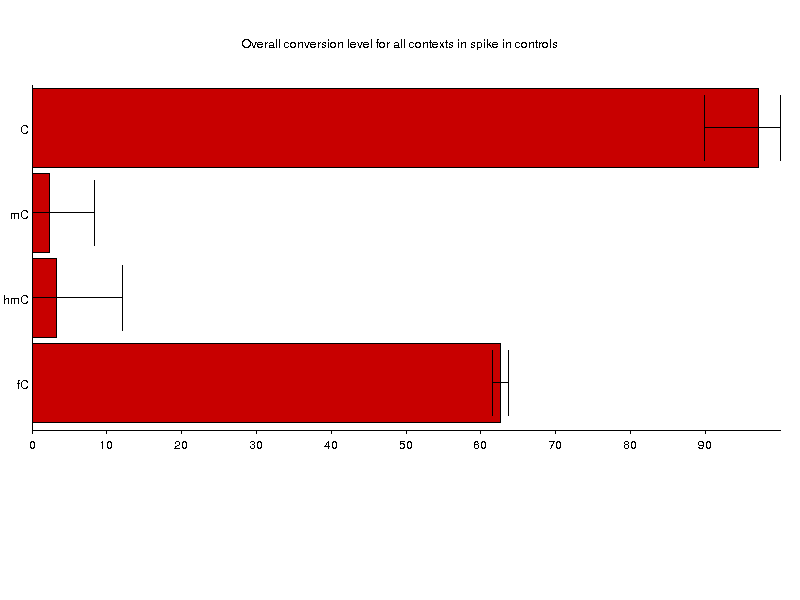 Overall conversion level for all contexts in spike in controls
C
mC
hmC
fC
0 10 20 30 40 50 60 70 80 90